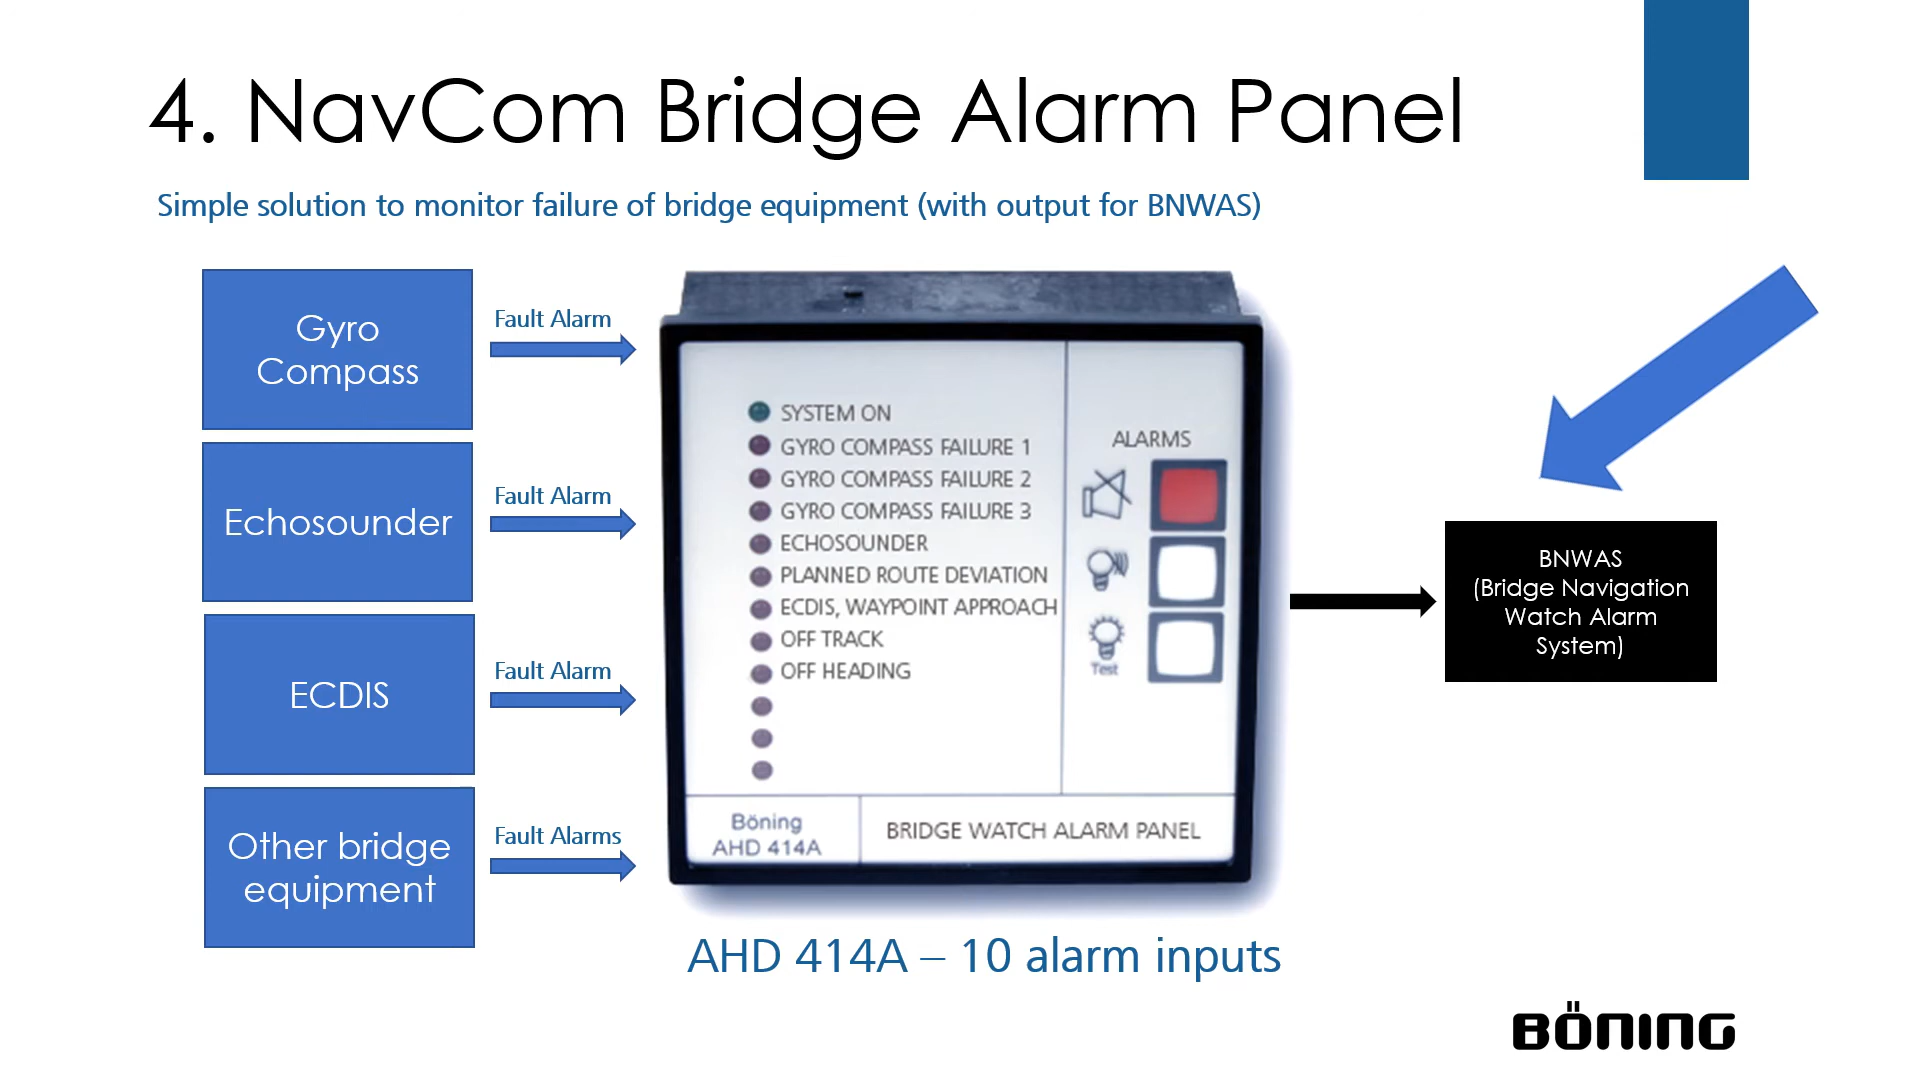 4. NavCom Bridge Alarm Panel
Simple solution to monitor failure of bridge equipment (with output for BNWAS)
Gyro
Compass
Fault Alarm
Echosounder
Fault Alarm
ECDIS
Fault Alarm
Other bridge
equipment
Fault Alarms
SYSTEM ON
GYRO COMPASS FAILURE 1
GYRO COMPASS FAILURE 2
GYRO COMPASS FAILURE 3
ECHOSOUNDER
PLANNED ROUTE DEVIATION
ECDIS, WAYPOINT APPROACH
OFF TRACK
OFF HEADING
ALARMS
Test
Böning
AHD 414A
BRIDGE WATCH ALARM PANEL
BNWAS
(Bridge Navigation
Watch Alarm
System)
AHD 414A – 10 alarm inputs
BÖNING